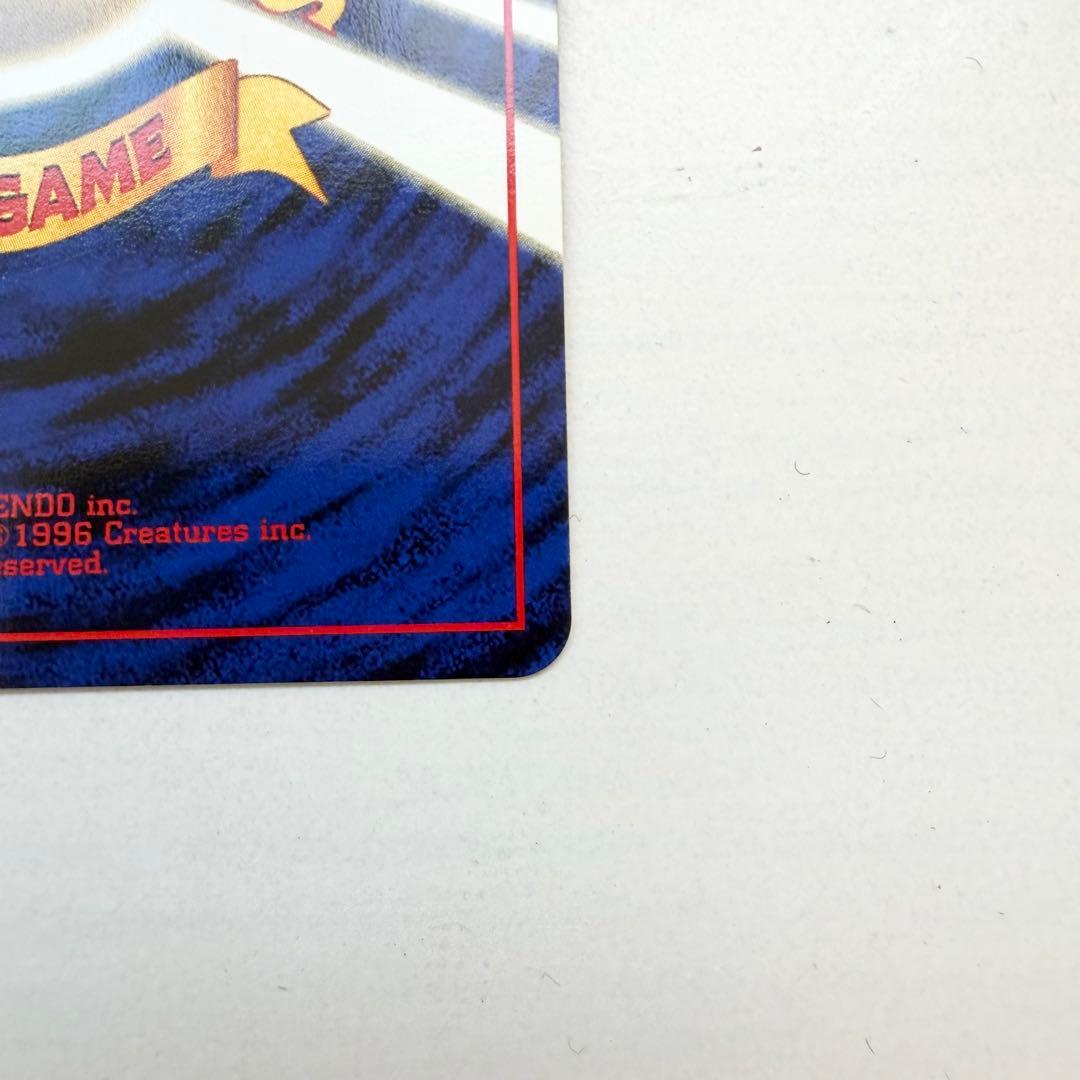 S
GAME
ENDO inc.
©1996 Creatures inc.
eserved.